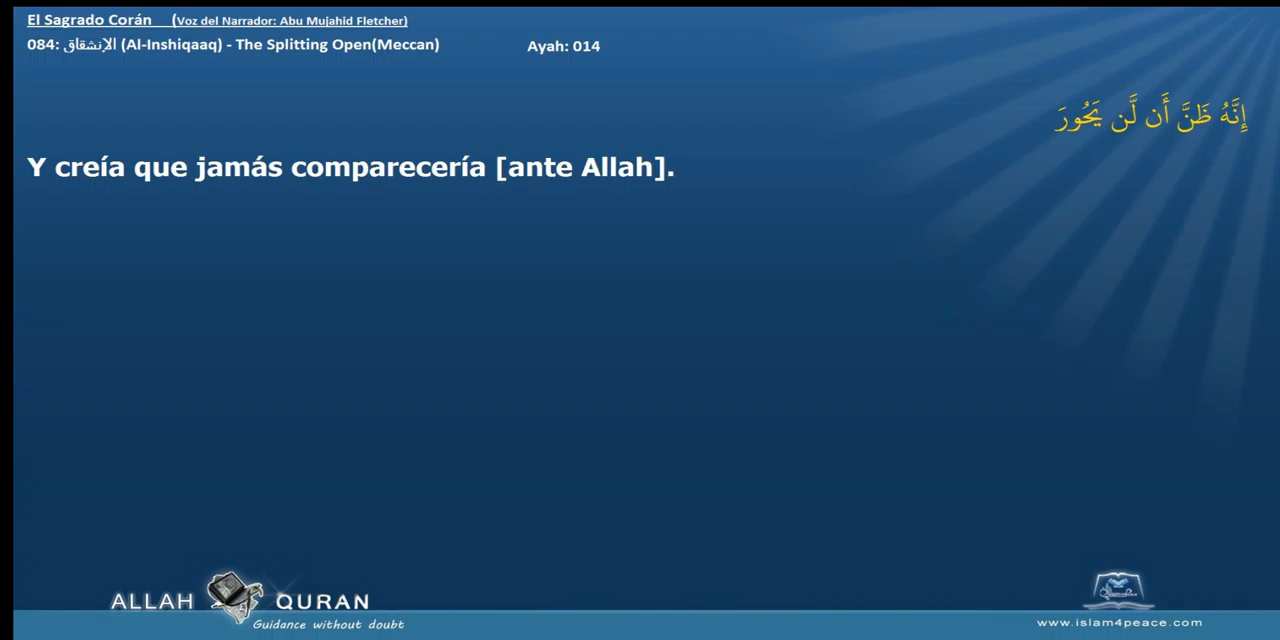 El Sagrado Corán (Voz del Narrador: Abu Mujahid Fletcher)
084: الإنشقاق (Al-Inshiqaaq) - The Splitting Open(Meccan) Ayah: 014
إِنَّهُ ظَنَّ أَن لَّن يَحُورَ
Y creía que jamás comparecería [ante Allah].
ALLAH QURAN
Guidance without doubt
www.islam4peace.com